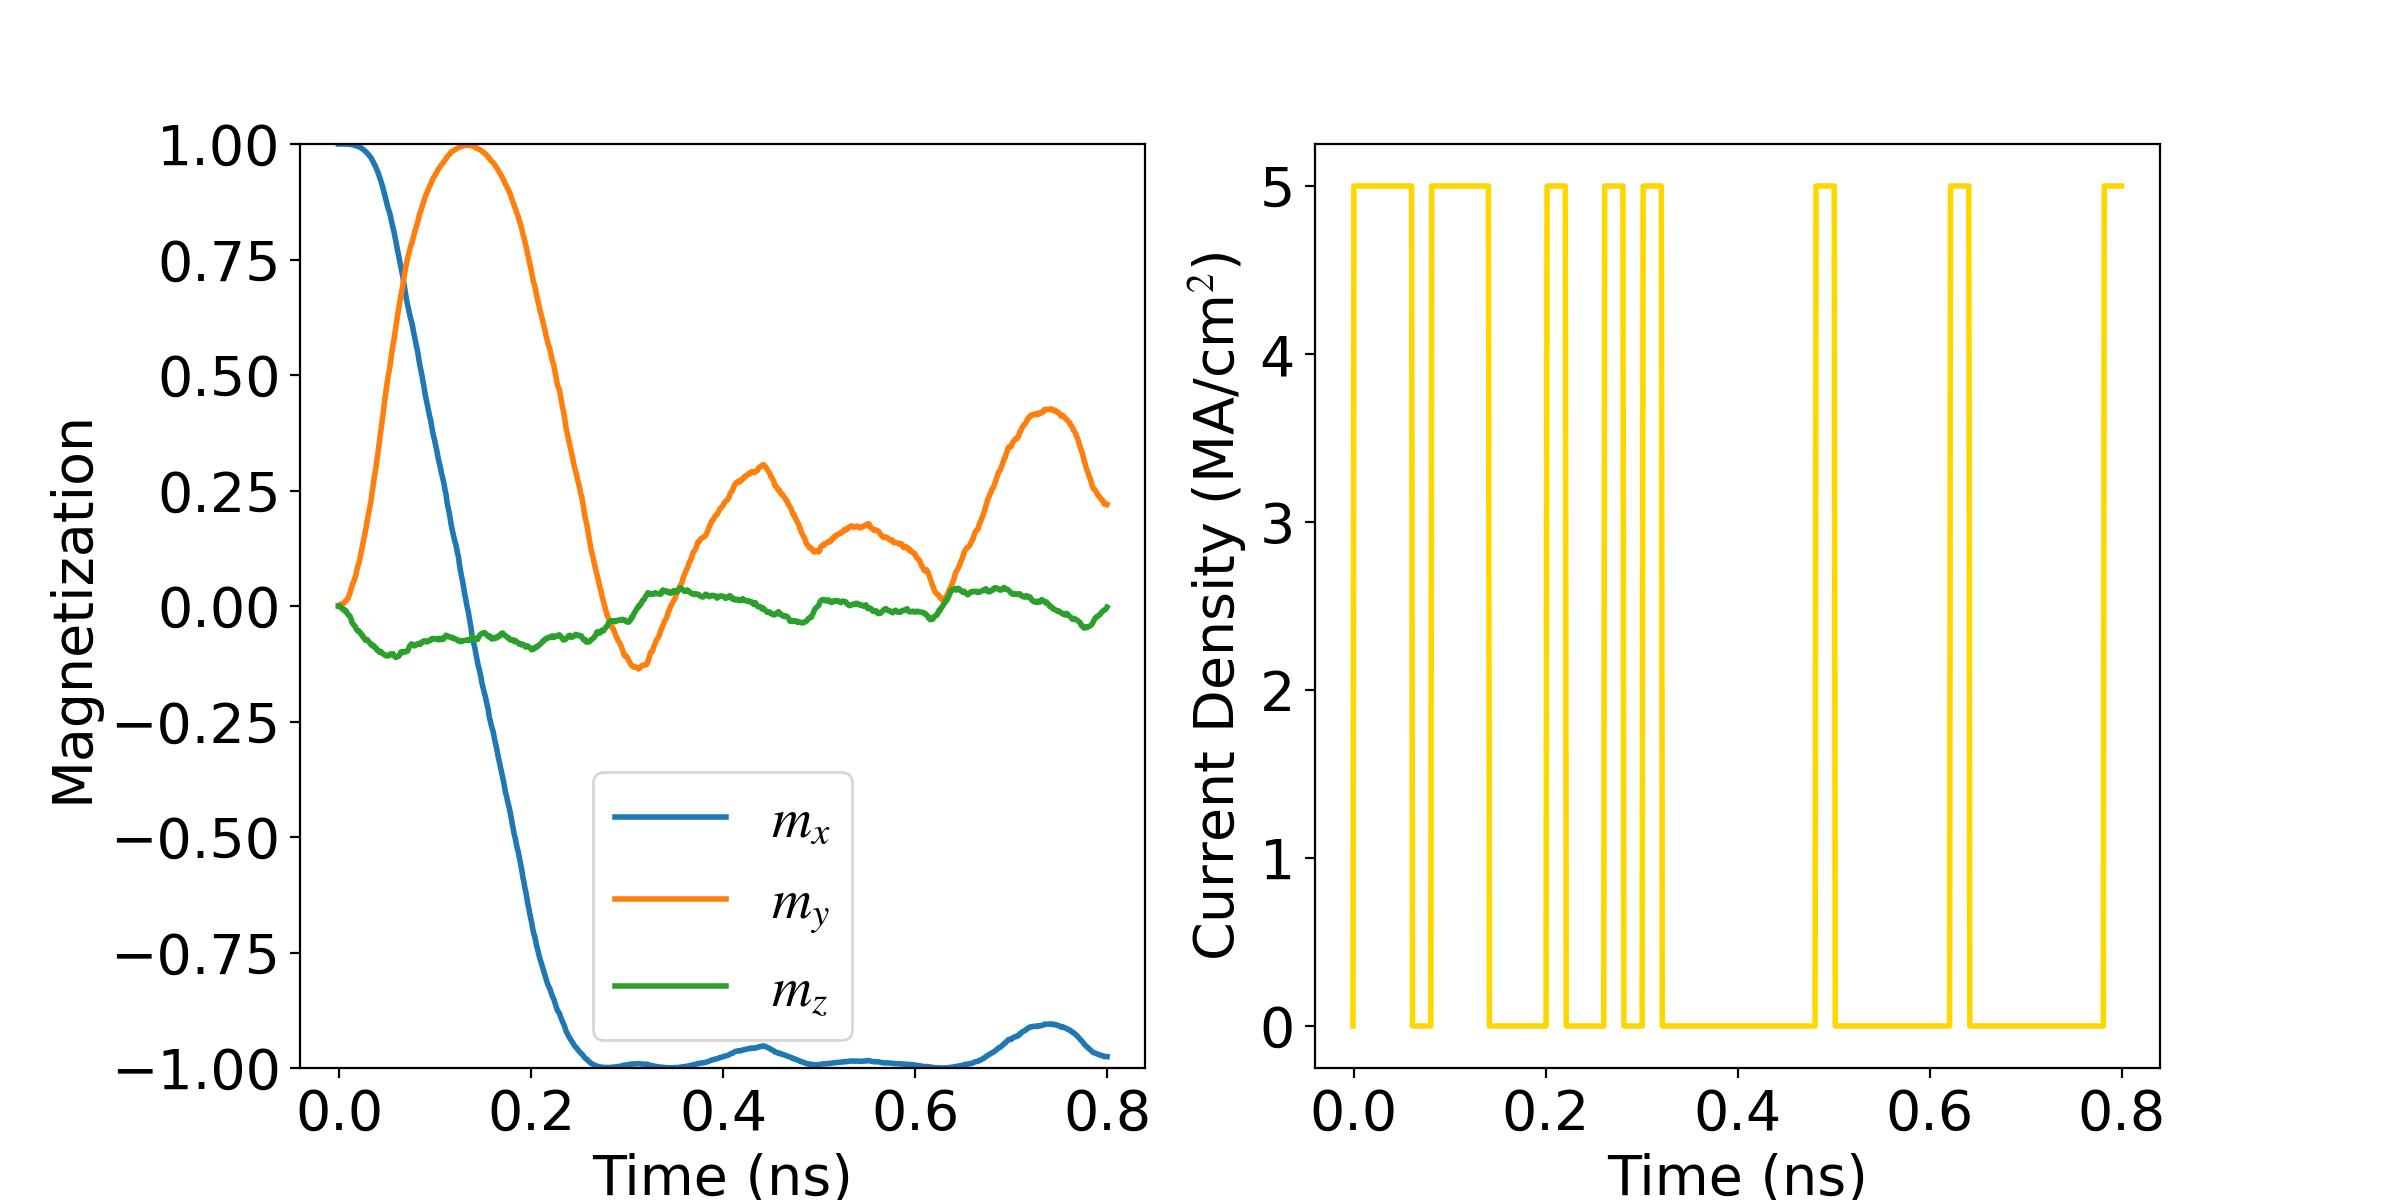 1.00
0.75
0.50
0.25
0.00
−0.25
−0.50
−0.75
−1.00
Magnetization
0.0 0.2 0.4 0.6 0.8
Time (ns)
m_x
m_y
m_z
5
4
3
2
1
0
Current Density (MA/cm²)
0.0 0.2 0.4 0.6 0.8
Time (ns)